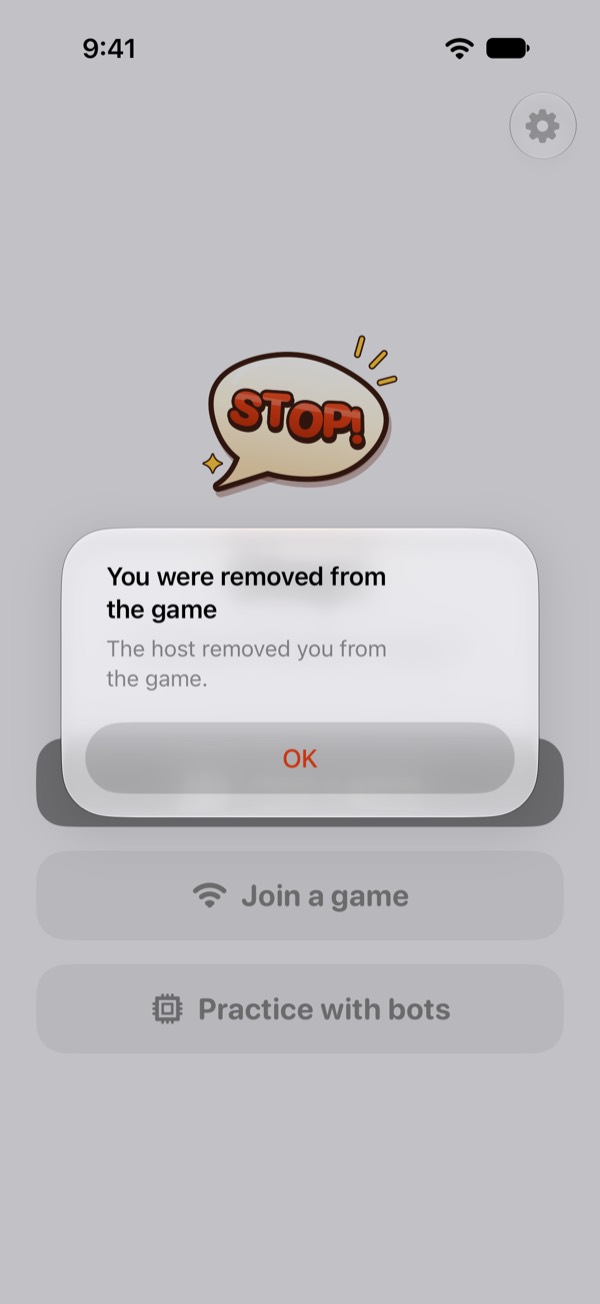 9:41
STOP!
You were removed from
the game
The host removed you from
the game.
OK
Join a game
Practice with bots